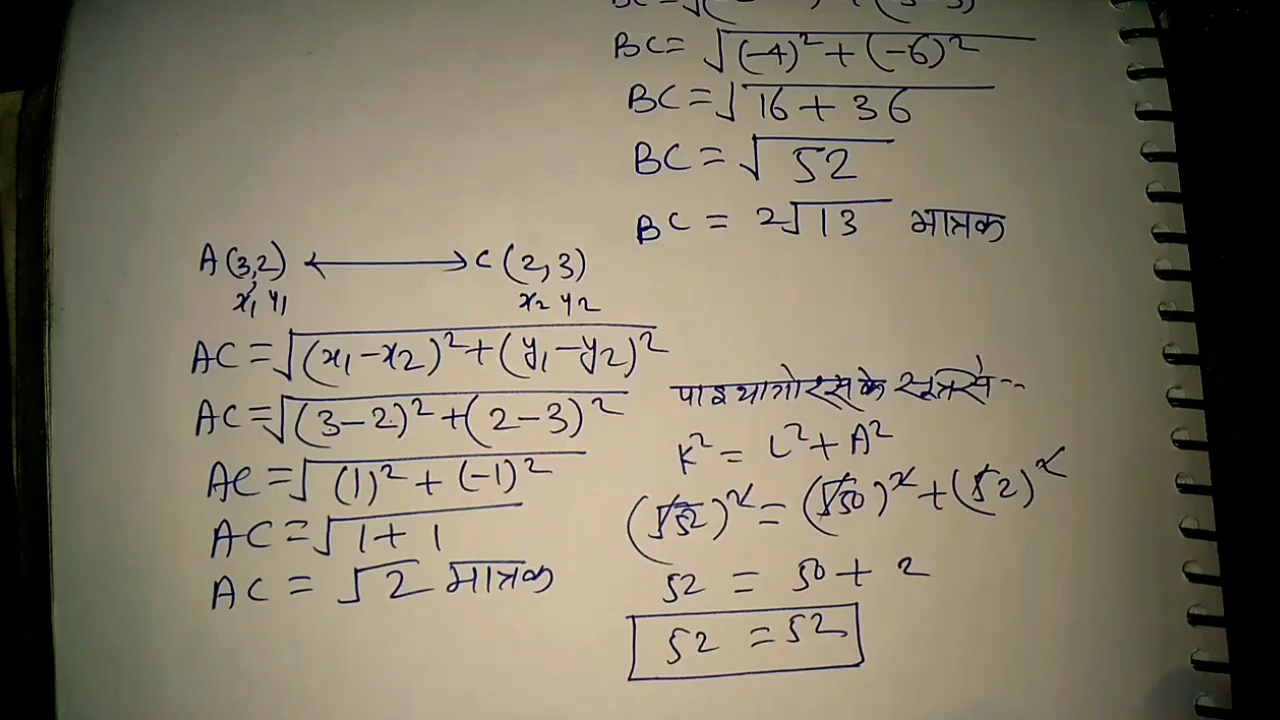 BC = √(-4)² + (-6)²
BC = √16 + 36
BC = √52
BC = 2√13 मात्रक
A (3,2) ⟷ C (2,3)
x₁ y₁ x₂ y₂
AC = √(x₁-x₂)² + (y₁-y₂)²
AC = √(3-2)² + (2-3)²
AC = √(1)² + (-1)²
AC = √1+1
AC = √2 मात्रक
पाइथागोरस के सूत्र से --
K² = L² + A²
(√52)² = (√50)² + (√2)²
52 = 50 + 2
52 = 52